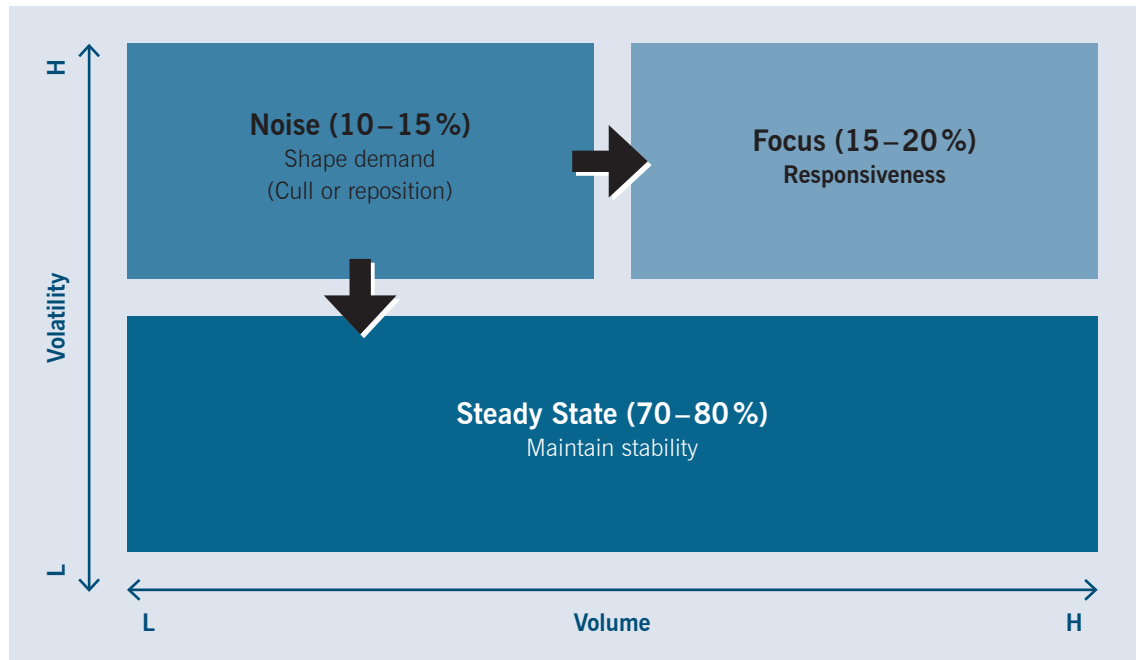 H
Noise (10–15 %)
Shape demand
(Cull or reposition)
Focus (15–20 %)
Responsiveness
Volatility
Steady State (70–80 %)
Maintain stability
L
L
Volume
H